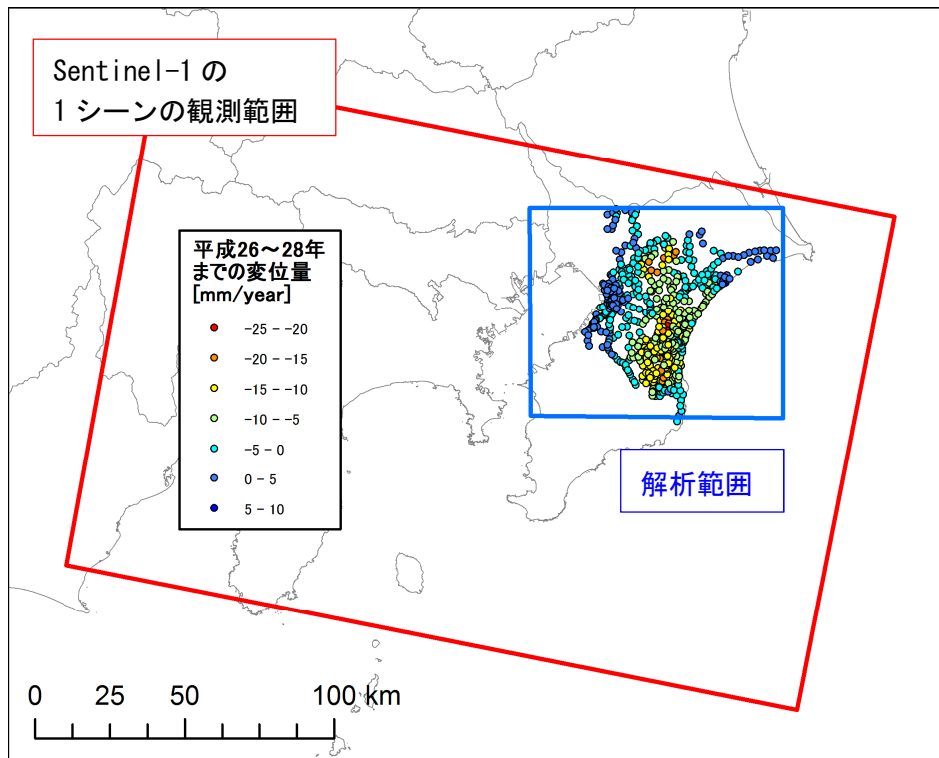 Sentinel-1の
1シーンの観測範囲
平成26～28年
までの変位量
[mm/year]
-25 - -20
-20 - -15
-15 - -10
-10 - -5
-5 - 0
0 - 5
5 - 10
解析範囲
0 25 50 100 km